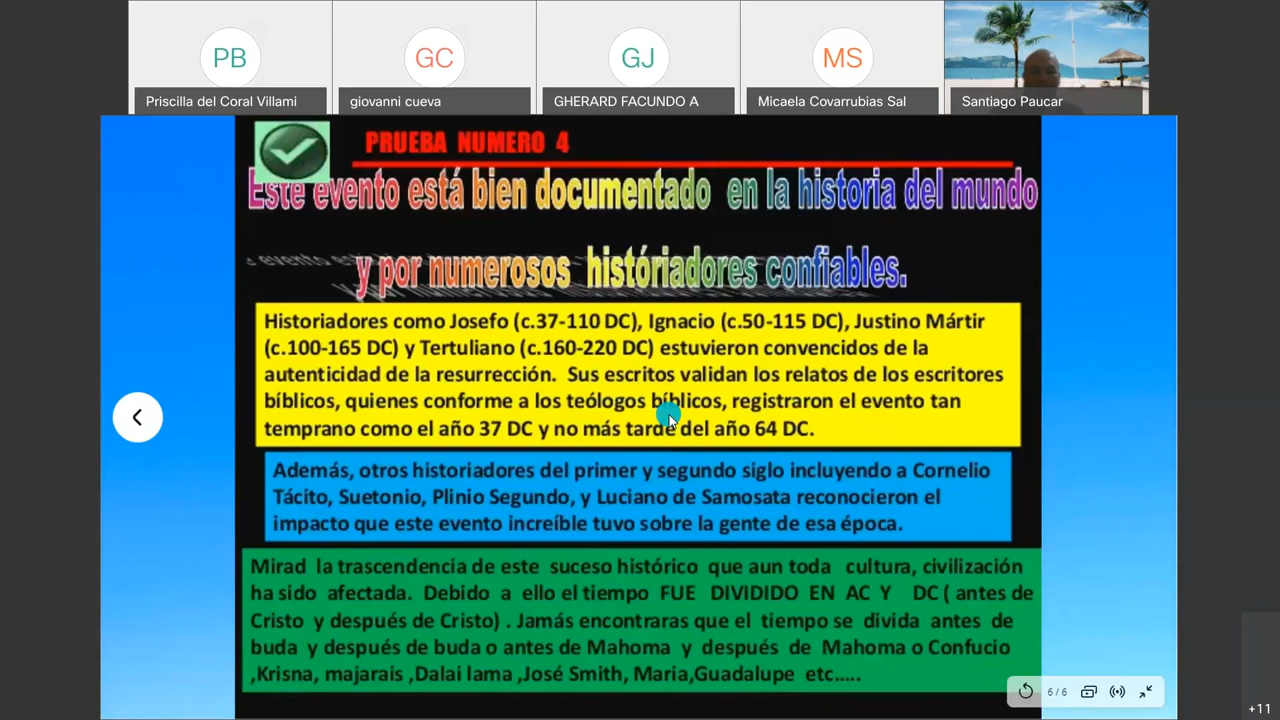 PB
GC
GJ
MS
Priscilla del Coral Villami
giovanni cueva
GHERARD FACUNDO A
Micaela Covarrubias Sal
Santiago Paucar
PRUEBA NUMERO 4
Este evento está bien documentado en la historia del mundo
y por numerosos históriadores confiables.
Historiadores como Josefo (c.37-110 DC), Ignacio (c.50-115 DC), Justino Mártir
(c.100-165 DC) y Tertuliano (c.160-220 DC) estuvieron convencidos de la
autenticidad de la resurrección. Sus escritos validan los relatos de los escritores
bíblicos, quienes conforme a los teólogos bíblicos, registraron el evento tan
temprano como el año 37 DC y no más tarde del año 64 DC.
Además, otros historiadores del primer y segundo siglo incluyendo a Cornelio
Tácito, Suetonio, Plinio Segundo, y Luciano de Samosata reconocieron el
impacto que este evento increíble tuvo sobre la gente de esa época.
Mirad la trascendencia de este suceso histórico que aun toda cultura, civilización
ha sido afectada. Debido a ello el tiempo FUE DIVIDIDO EN AC Y DC ( antes de
Cristo y después de Cristo) . Jamás encontraras que el tiempo se divida antes de
buda y después de buda o antes de Mahoma y después de Mahoma o Confucio
,Krisna, majarais ,Dalai lama ,José Smith, Maria,Guadalupe etc.....
6/6
+11